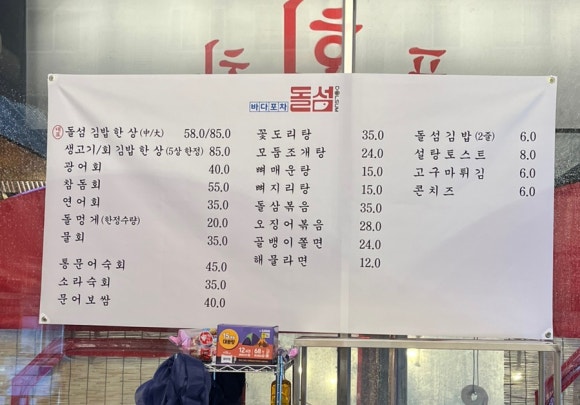 회
바다포차 돌섬
돌섬 김밥 한 상 (中/大) 58.0/85.0
생고기/회 김밥 한 상 (5상 한정) 85.0
광어회 40.0
참돔회 55.0
연어회 35.0
돌멍게 (한정수량) 20.0
물회 35.0
통문어숙회 45.0
소라숙회 35.0
문어보쌈 40.0
꽃도리탕 35.0
모둠조개탕 24.0
뼈매운탕 15.0
뼈지리탕 15.0
돌삼볶음 35.0
오징어볶음 28.0
골뱅이쫄면 24.0
해물라면 12.0
돌섬김밥 (2줄) 6.0
설탕토스트 8.0
고구마튀김 6.0
콘치즈 6.0